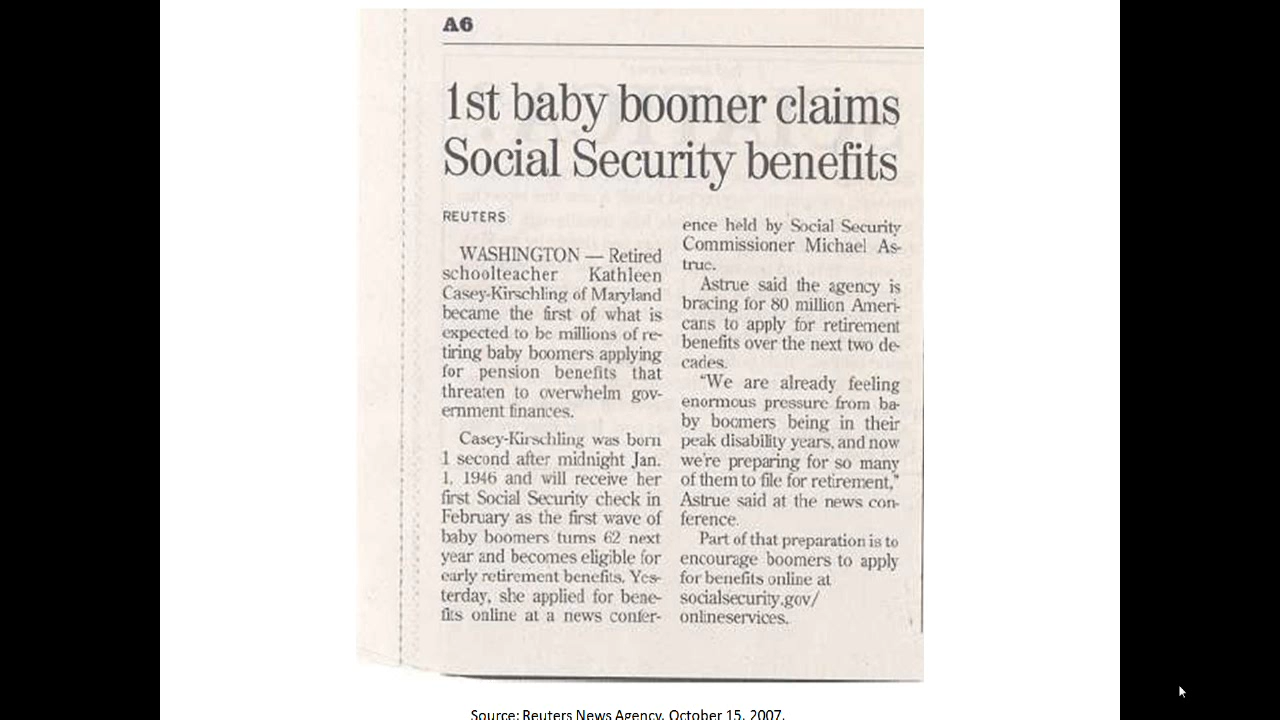 A6
1st baby boomer claims
Social Security benefits
REUTERS
WASHINGTON — Retired
schoolteacher Kathleen
Casey-Kirschling of Maryland
became the first of what is
expected to be millions of re-
tiring baby boomers applying
for pension benefits that
threaten to overwhelm gov-
ernment finances.
Casey-Kirschling was born
1 second after midnight Jan.
1, 1946 and will receive her
first Social Security check in
February as the first wave of
baby boomers turns 62 next
year and becomes eligible for
early retirement benefits. Yes-
terday, she applied for bene-
fits online at a news confer-
ence held by Social Security
Commissioner Michael As-
true.
Astrue said the agency is
bracing for 80 million Ameri-
cans to apply for retirement
benefits over the next two de-
cades.
"We are already feeling
enormous pressure from ba-
by boomers being in their
peak disability years, and now
we're preparing for so many
of them to file for retirement,"
Astrue said at the news con-
ference.
Part of that preparation is to
encourage boomers to apply
for benefits online at
socialsecurity.gov/
onlineservices.
Source: Reuters News Agency, October 15, 2007.